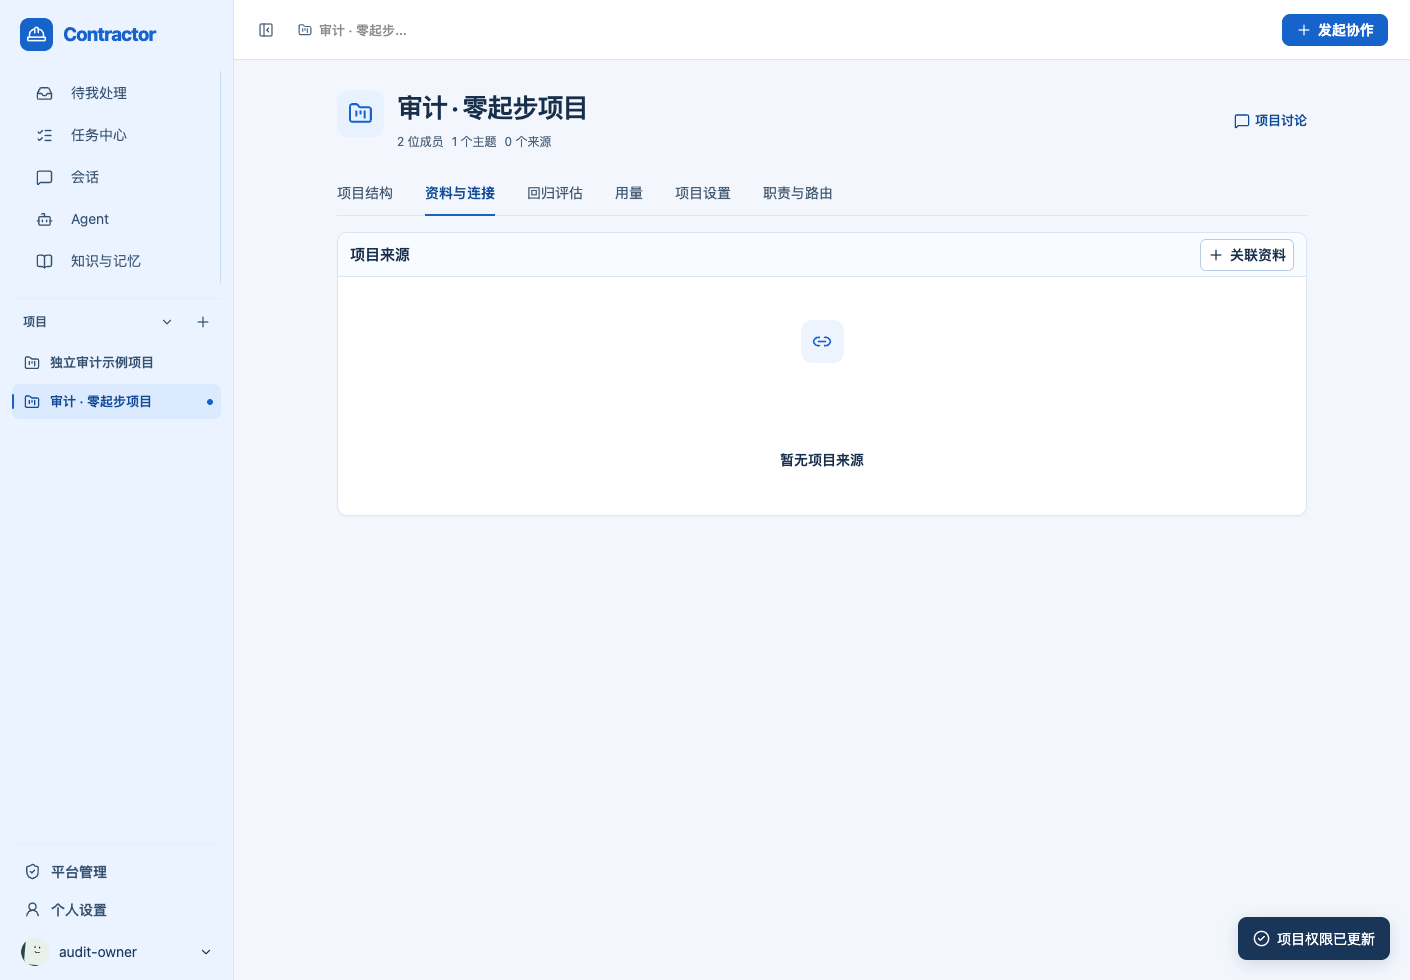 Contractor
待我处理
任务中心
会话
Agent
知识与记忆
项目
独立审计示例项目
审计 · 零起步项目
平台管理
个人设置
audit-owner
审计 · 零起步...
发起协作
审计 · 零起步项目
2 位成员 1 个主题 0 个来源
项目讨论
项目结构 资料与连接 回归评估 用量 项目设置 职责与路由
项目来源
关联资料
暂无项目来源
项目权限已更新